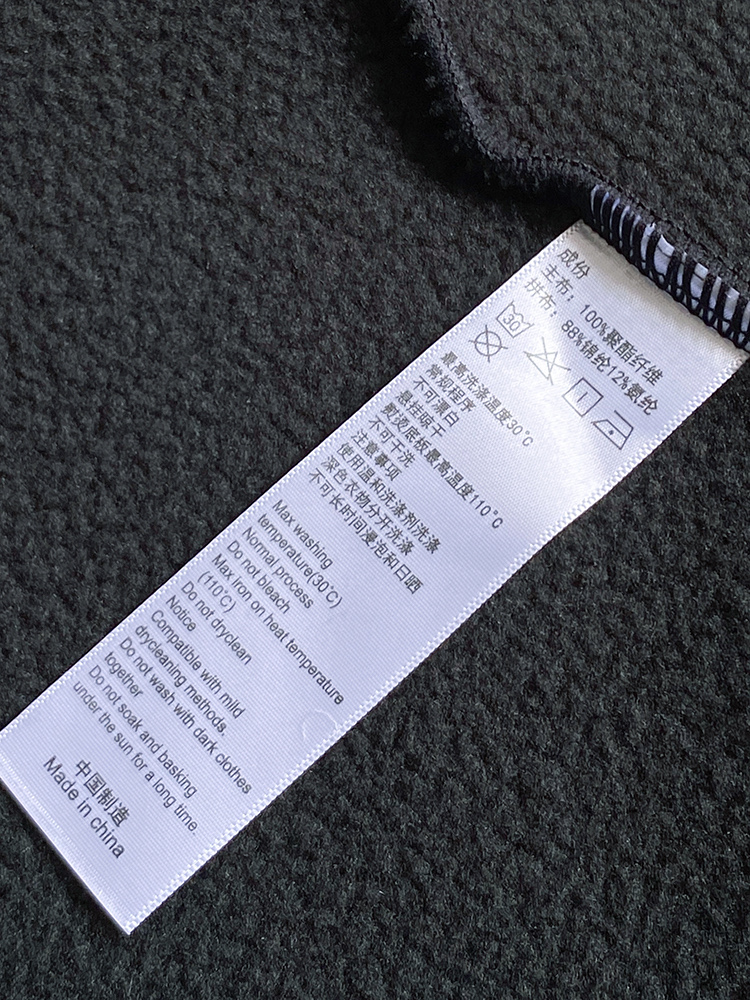 成份
主布：100%聚酯纤维
拼布：88%锦纶12%氨纶
30
最高洗涤温度30℃
常规程序
不可漂白
悬挂晾干
熨烫底板最高温度110℃
不可干洗
注意事项
使用温和洗涤剂洗涤
深色衣物分开洗涤
不可长时间浸泡和日晒
Max washing
temperature(30℃)
Normal process
Do not bleach
Max Iron on heat temperature
(110℃)
Do not dryclean
Notice
Compatible with mild
drycleaning methods.
Do not wash with dark clothes
together
Do not soak and basking
under the sun for a long time.
中国制造
Made in china